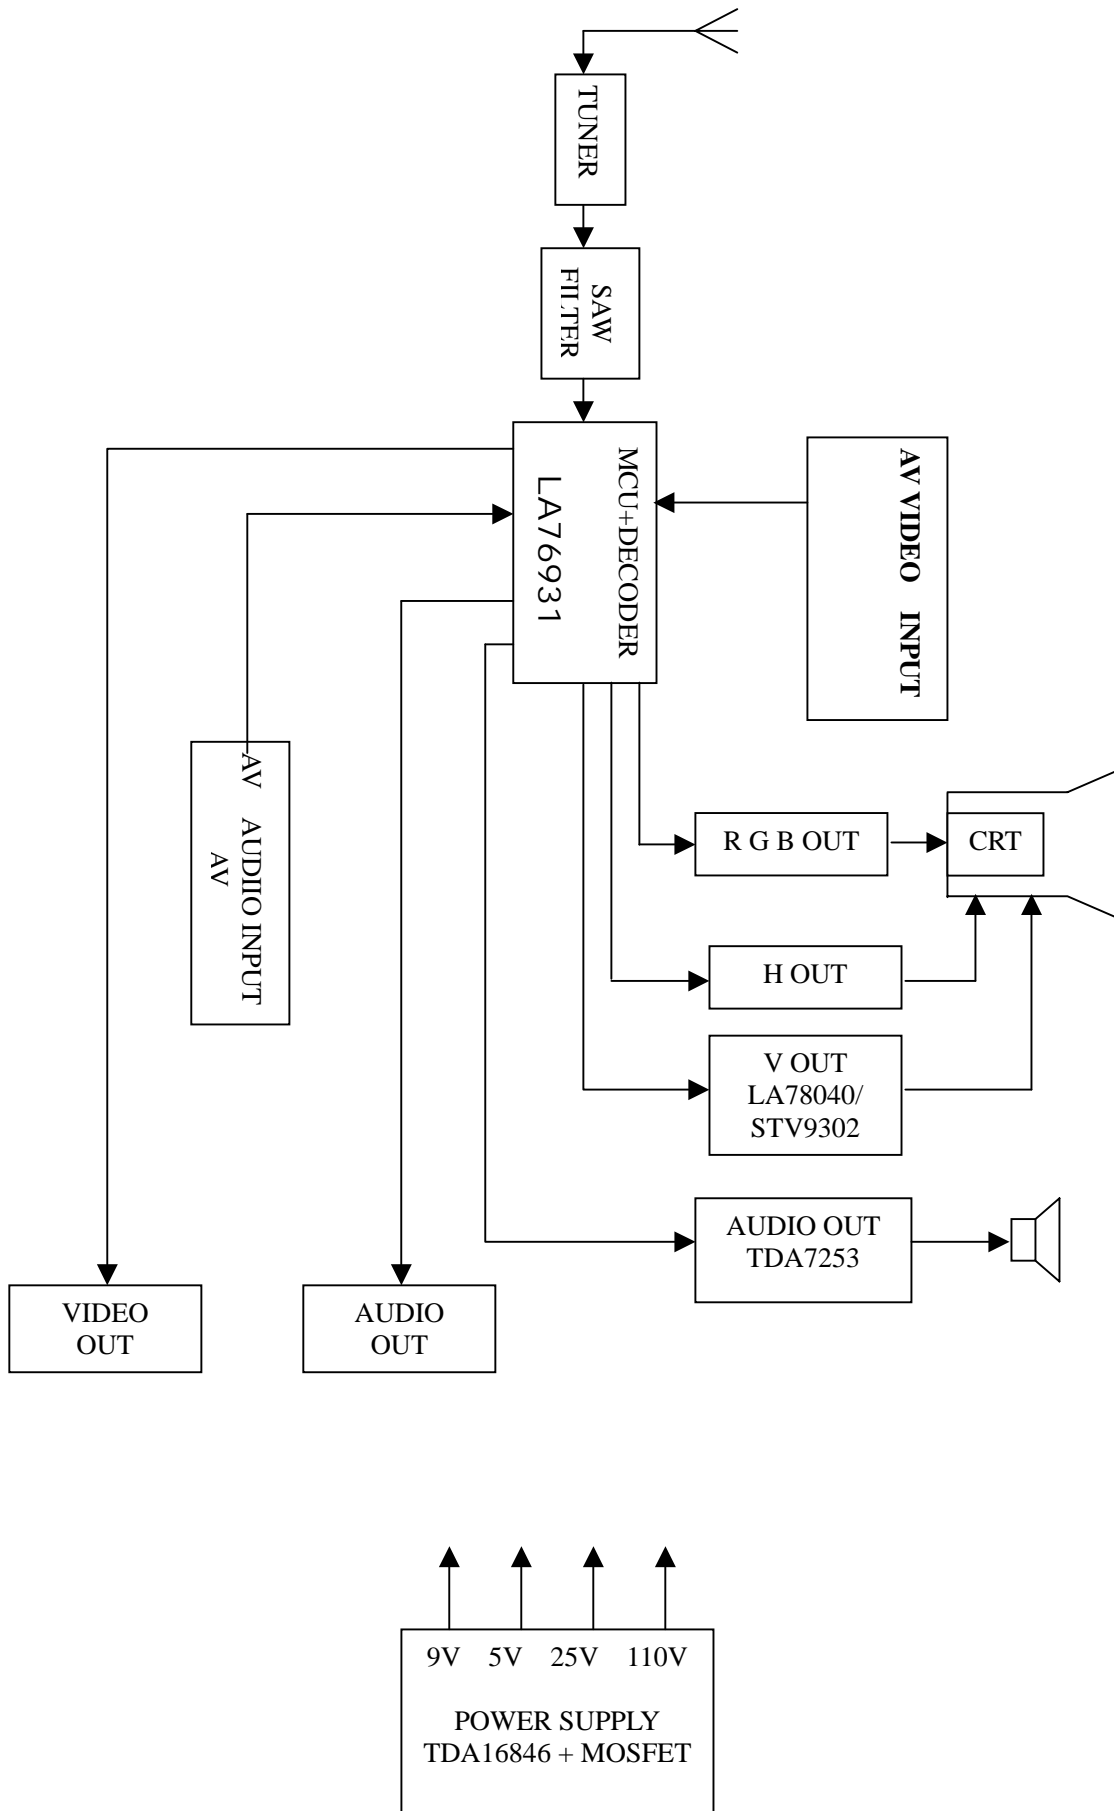 TUNER
SAW
FILTER
MCU+DECODER
LA76931
AV VIDEO INPUT
AV AUDIIO INPUT
AV
R G B OUT
CRT
H OUT
V OUT
LA78040/
STV9302
AUDIO OUT
TDA7253
VIDEO
OUT
AUDIO
OUT
9V 5V 25V 110V
POWER SUPPLY
TDA16846 + MOSFET